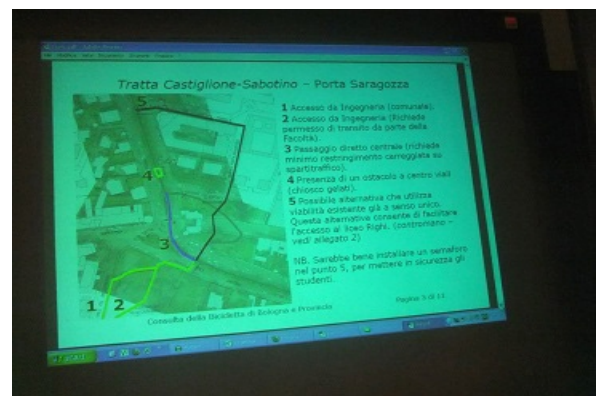 Tratta Castiglione-Sabotino – Porta Saragozza
1 Accesso da Ingegneria (comunale).
2 Accesso da Ingegneria (Richiede
permesso di transito da parte della
Facoltà).
3 Passaggio diretto centrale (richiede
minimo restringimento carreggiata su
spartitraffico).
4 Presenza di un ostacolo a centro viali
(chiosco gelati).
5 Possibile alternativa che utilizza
viabilità esistente già a senso unico.
Questa alternativa consente di facilitare
l'accesso al liceo Righi. (contromano –
vedi allegato 2)
NB. Sarebbe bene installare un semaforo
nel punto 5, per mettere in sicurezza gli
studenti.
5
4
3
1 2
Consulta della Bicicletta di Bologna e Provincia
Pagina 5 di 11